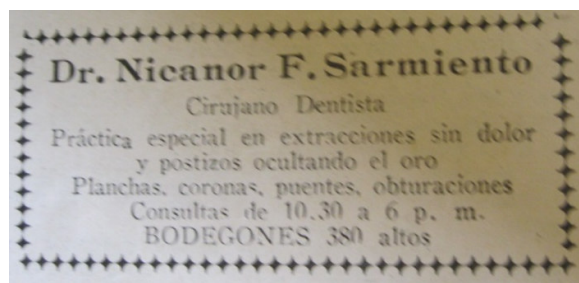 Dr. Nicanor F. Sarmiento
Cirujano Dentista
Práctica especial en extracciones sin dolor
y postizos ocultando el oro
Planchas, coronas, puentes, obturaciones
Consultas de 10.30 a 6 p. m.
BODEGONES 380 altos